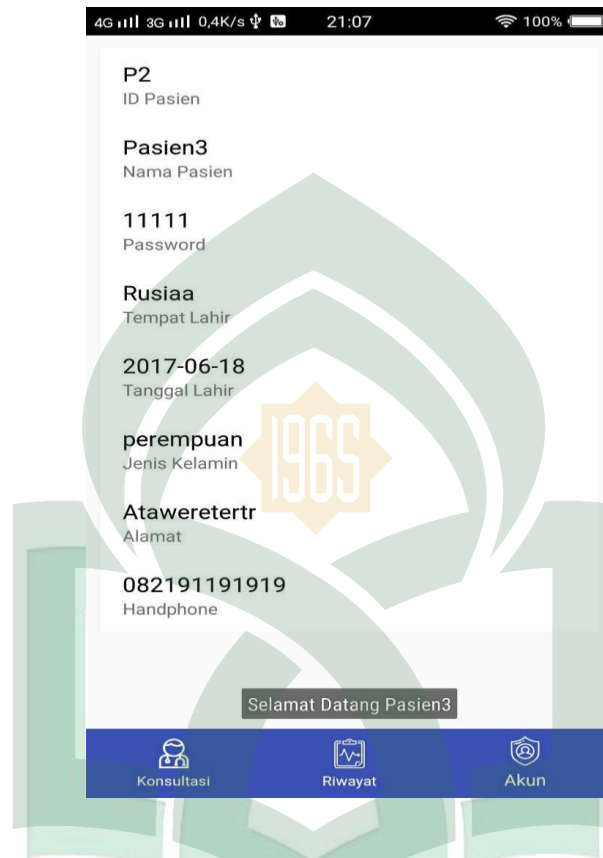 4G 3G 0,4K/s 21:07 100%
P2
ID Pasien
Pasien3
Nama Pasien
11111
Password
Rusiaa
Tempat Lahir
2017-06-18
Tanggal Lahir
perempuan
Jenis Kelamin
1965
Ataweretertr
Alamat
082191191919
Handphone
Selamat Datang Pasien3
Konsultasi Riwayat Akun